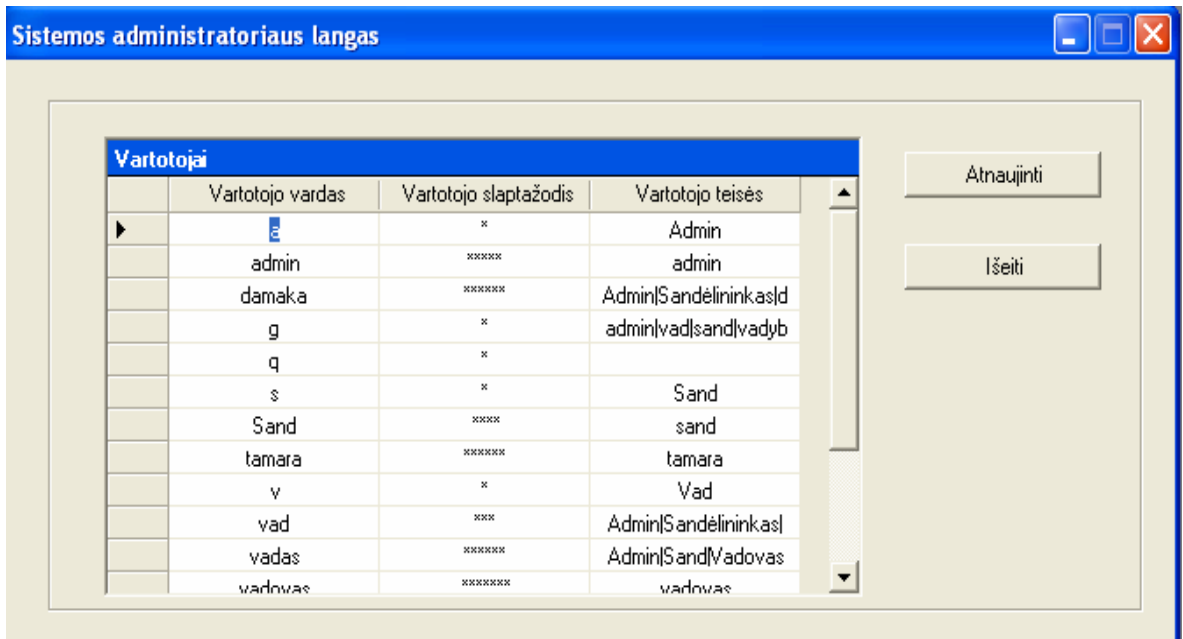 Sistemos administratoriaus langas
Vartotojai
Vartotojo vardas Vartotojo slaptažodis Vartotojo teisės
a * Admin
admin ***** admin
damaka ****** Admin|Sandėlininkas|d
g * admin|vad|sand|vadyb
q *
s * Sand
Sand **** sand
tamara ****** tamara
v * Vad
vad *** Admin|Sandėlininkas|
vadas ****** Admin|Sand|Vadovas
vadovas ******* vadovas
Atnaujinti
Išeiti